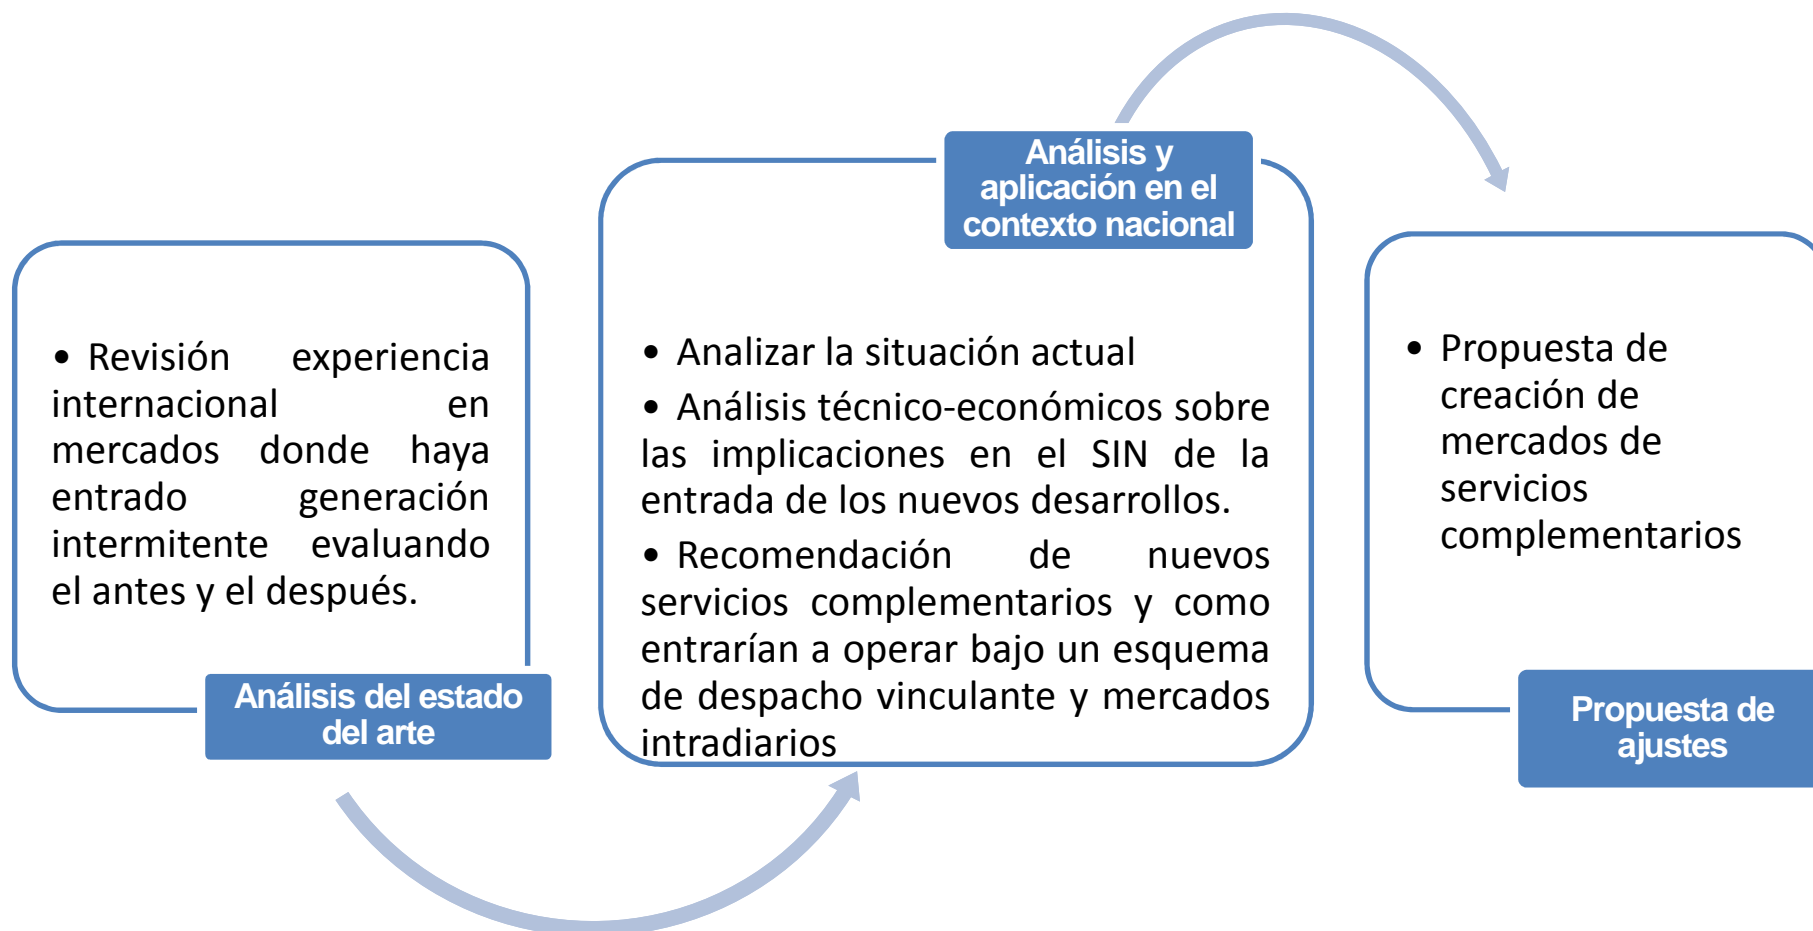 • Revisión experiencia
internacional en
mercados donde haya
entrado generación
intermitente evaluando
el antes y el después.
Análisis del estado
del arte
Análisis y
aplicación en el
contexto nacional
• Analizar la situación actual
• Análisis técnico-económicos sobre
las implicaciones en el SIN de la
entrada de los nuevos desarrollos.
• Recomendación de nuevos
servicios complementarios y como
entrarían a operar bajo un esquema
de despacho vinculante y mercados
intradiarios
• Propuesta de
creación de
mercados de
servicios
complementarios
Propuesta de
ajustes